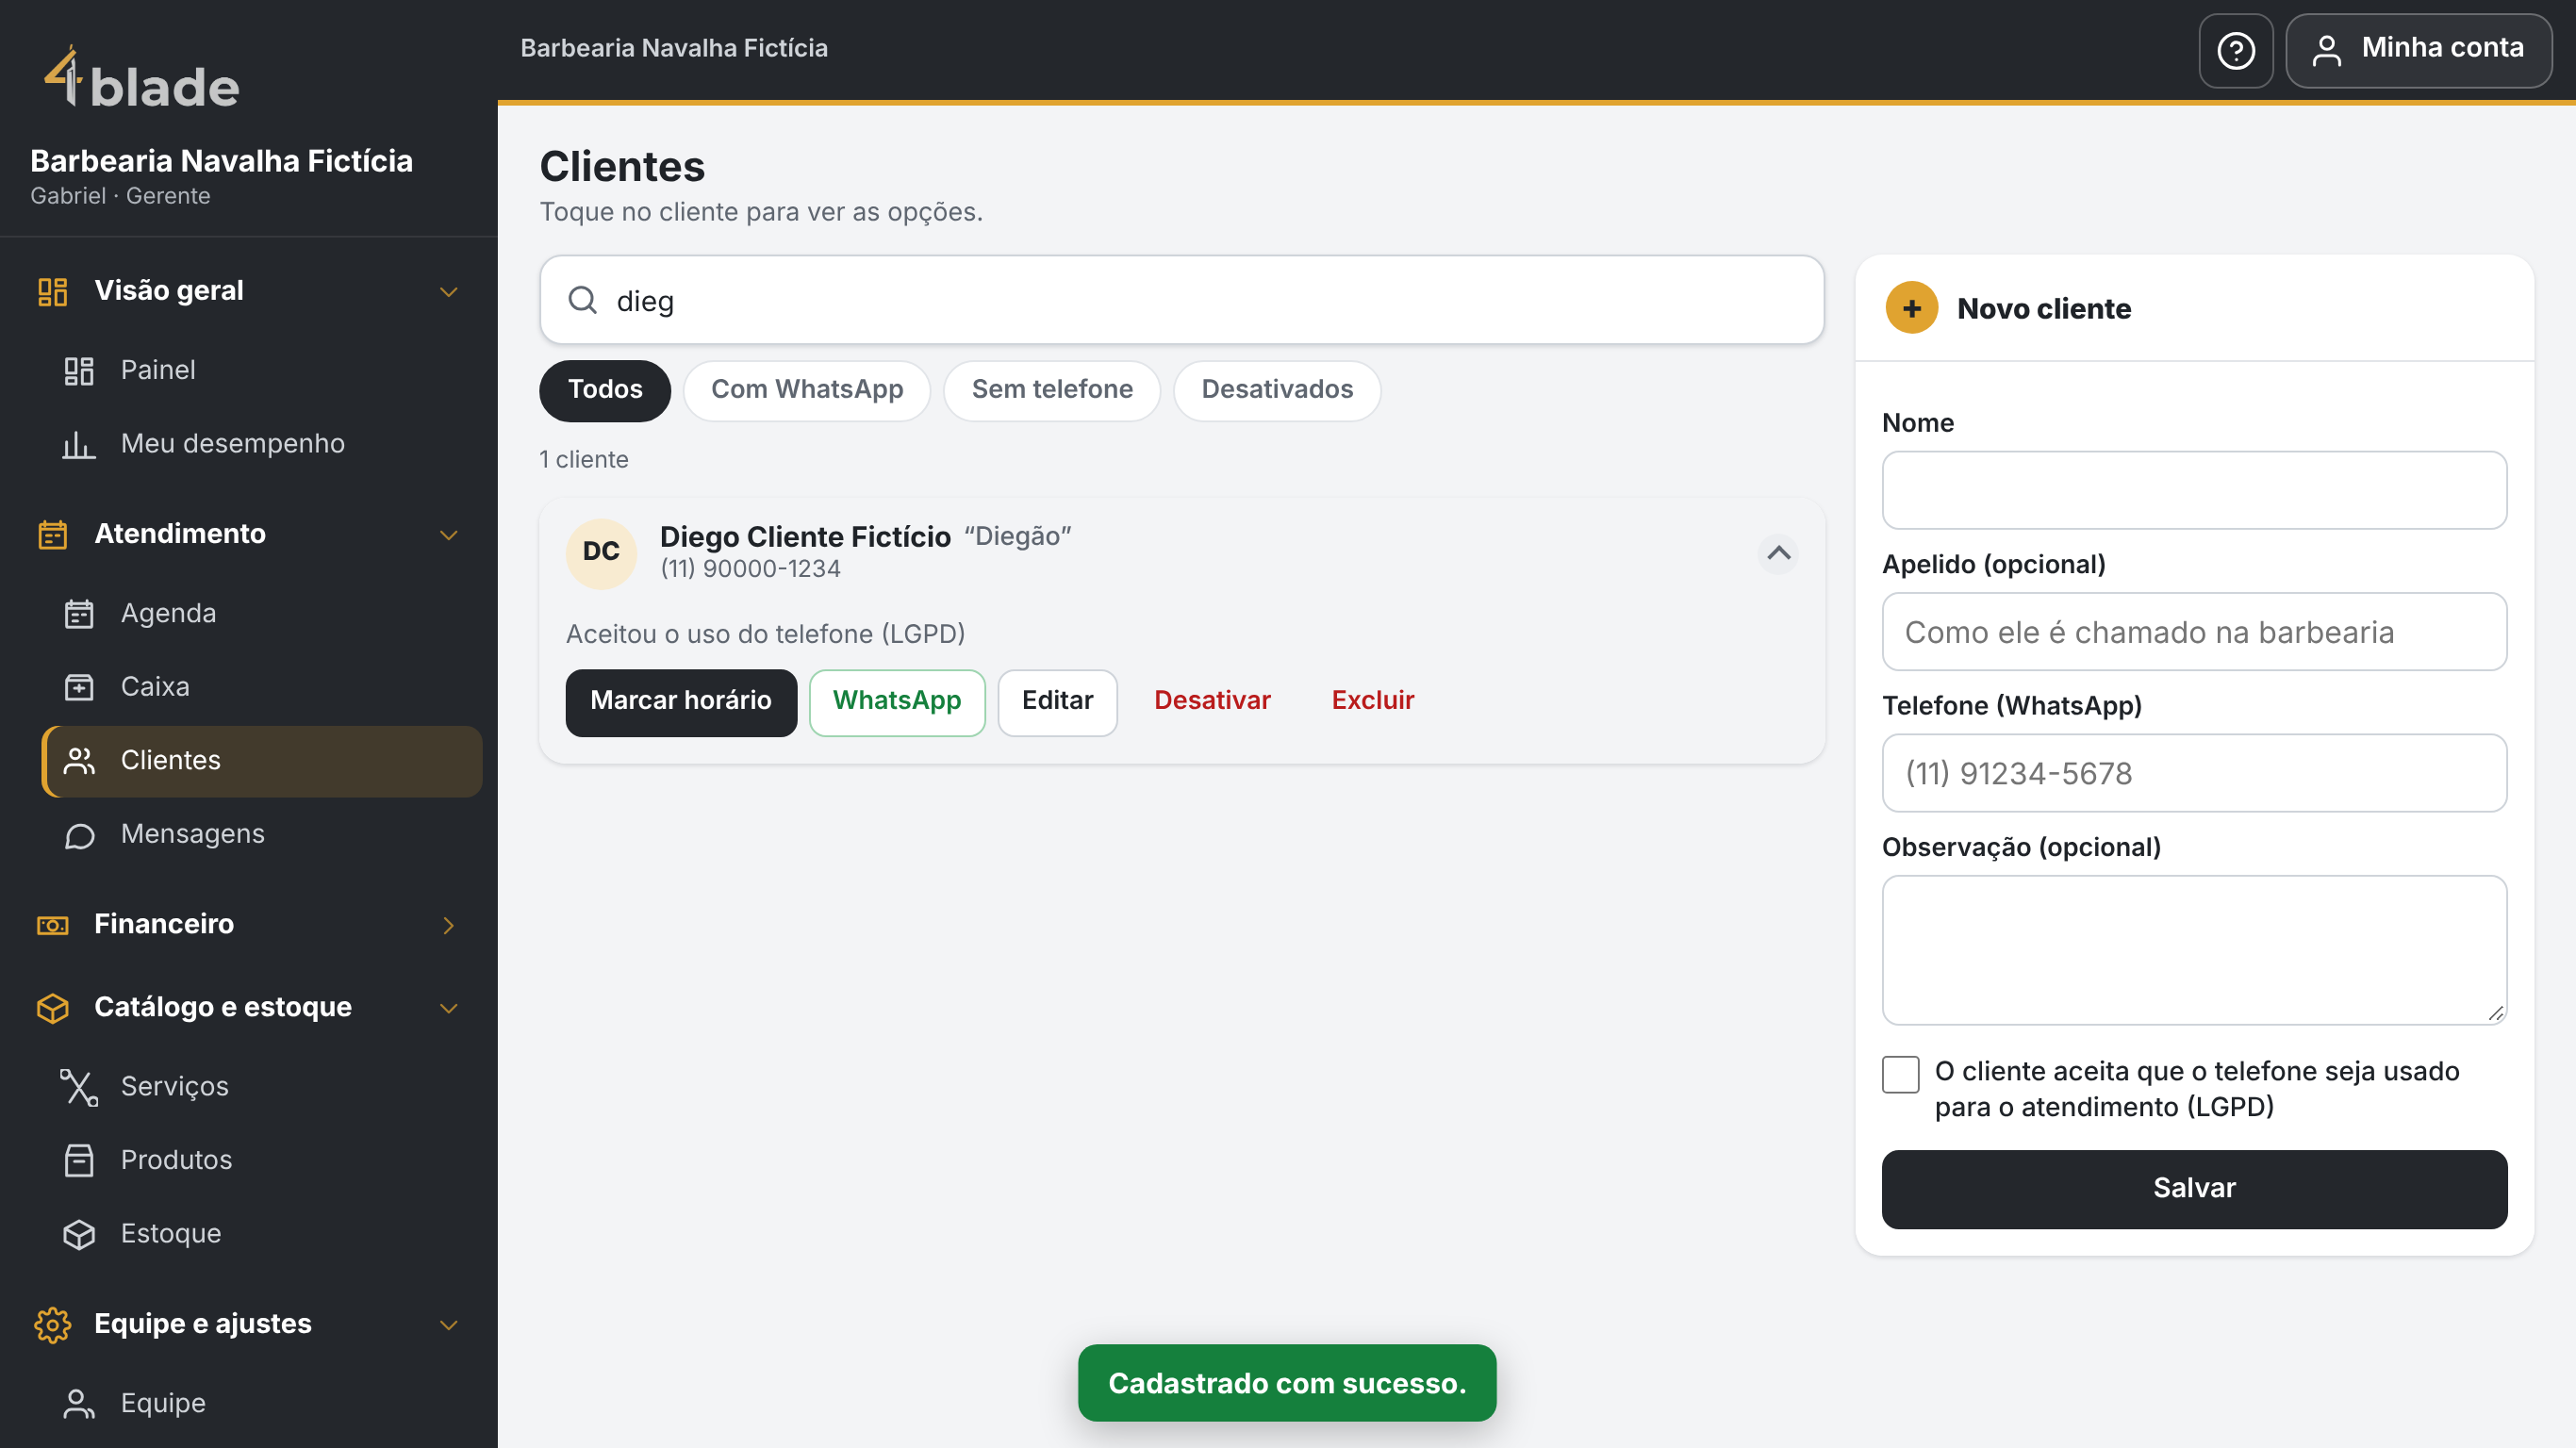 4blade
Barbearia Navalha Fictícia
Gabriel · Gerente
Visão geral
Painel
Meu desempenho
Atendimento
Agenda
Caixa
Clientes
Mensagens
Financeiro
Catálogo e estoque
Serviços
Produtos
Estoque
Equipe e ajustes
Equipe
Barbearia Navalha Fictícia
Minha conta
Clientes
Toque no cliente para ver as opções.
dieg
Todos
Com WhatsApp
Sem telefone
Desativados
1 cliente
DC
Diego Cliente Fictício “Diegão”
(11) 90000-1234
Aceitou o uso do telefone (LGPD)
Marcar horário
WhatsApp
Editar
Desativar
Excluir
+ Novo cliente
Nome
Apelido (opcional)
Como ele é chamado na barbearia
Telefone (WhatsApp)
(11) 91234-5678
Observação (opcional)
O cliente aceita que o telefone seja usado
para o atendimento (LGPD)
Salvar
Cadastrado com sucesso.